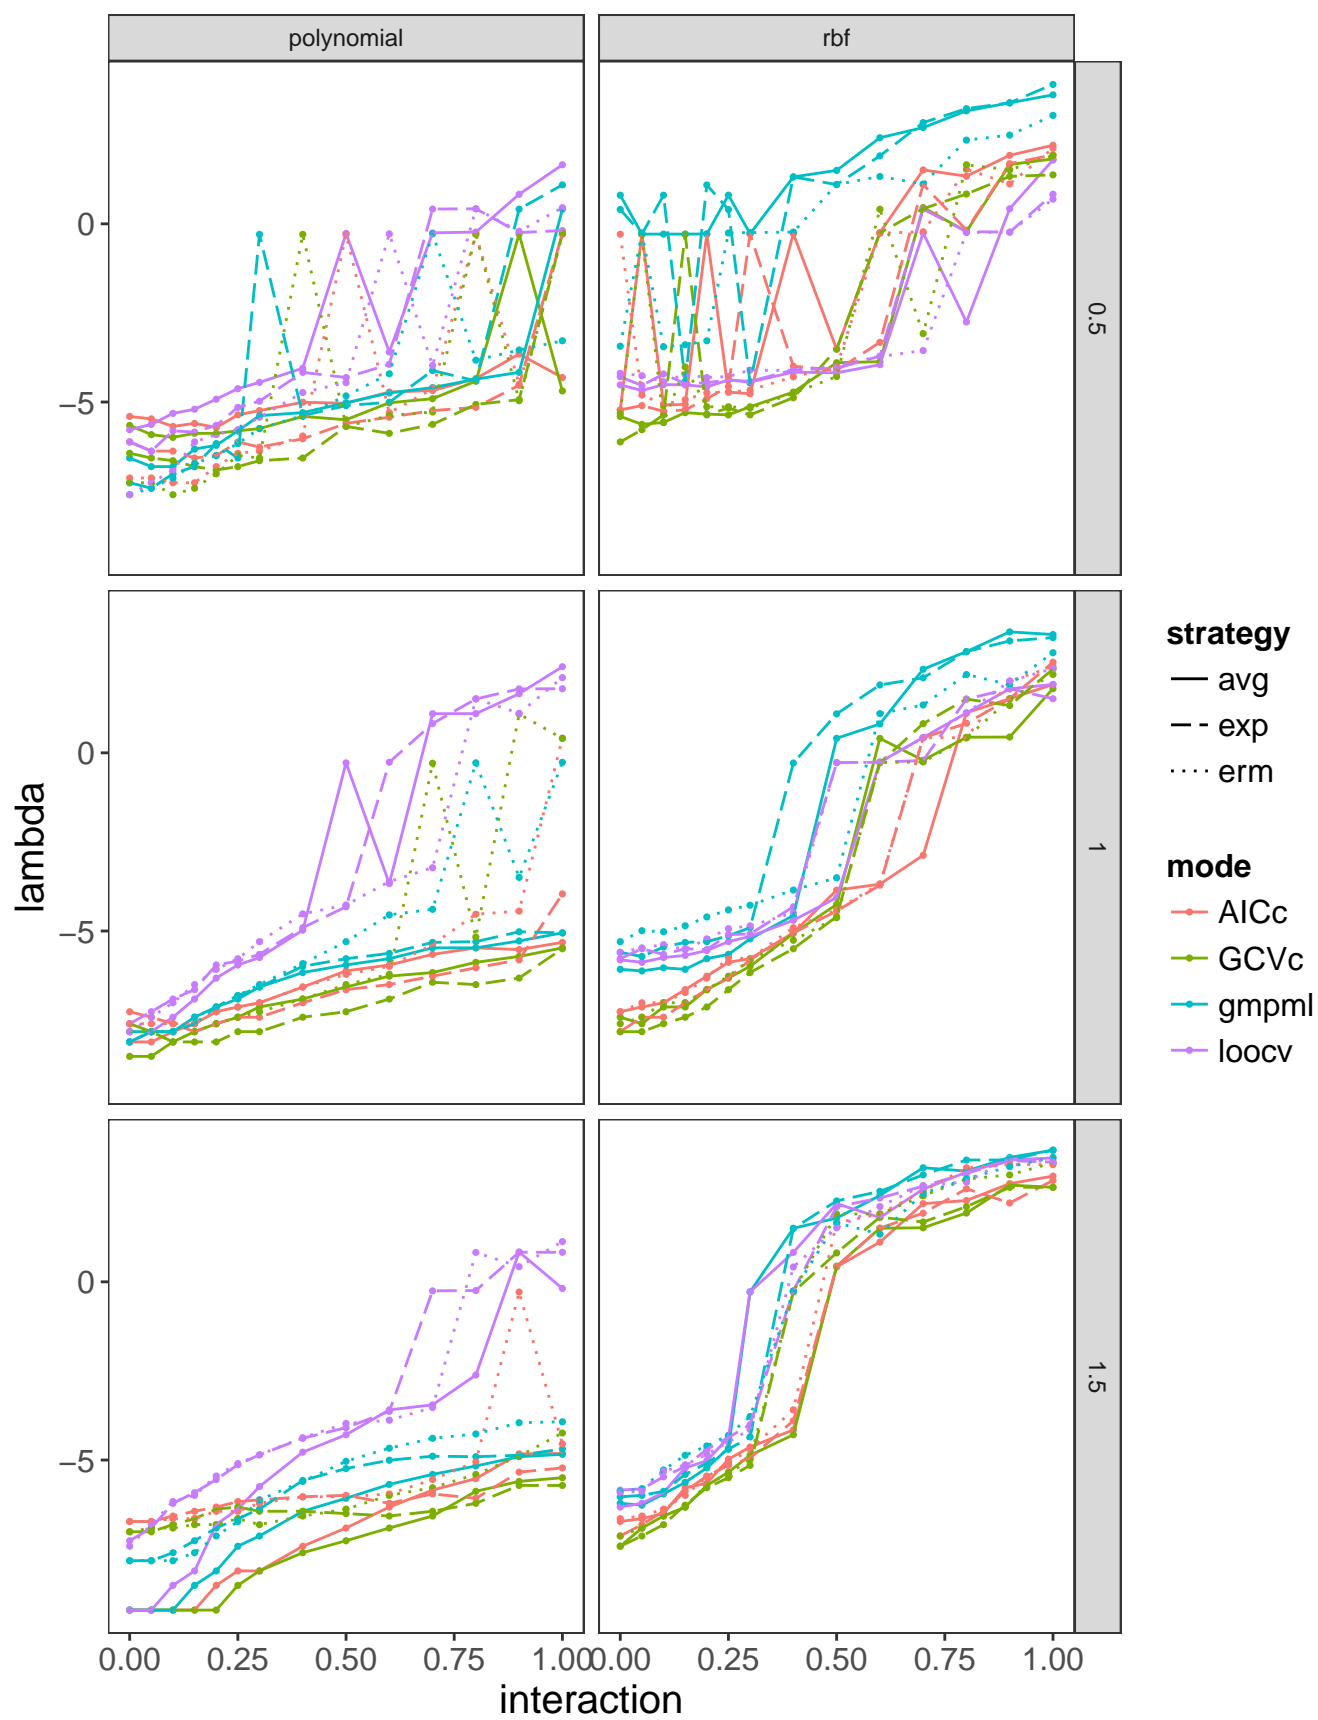 polynomial
rbf
0
−5
0.5
0
−5
1
0
−5
1.5
0.00
0.25
0.50
0.75
1.00
0.00
0.25
0.50
0.75
1.00
interaction
lambda
strategy
avg
exp
erm
mode
AICc
GCVc
gmpml
loocv